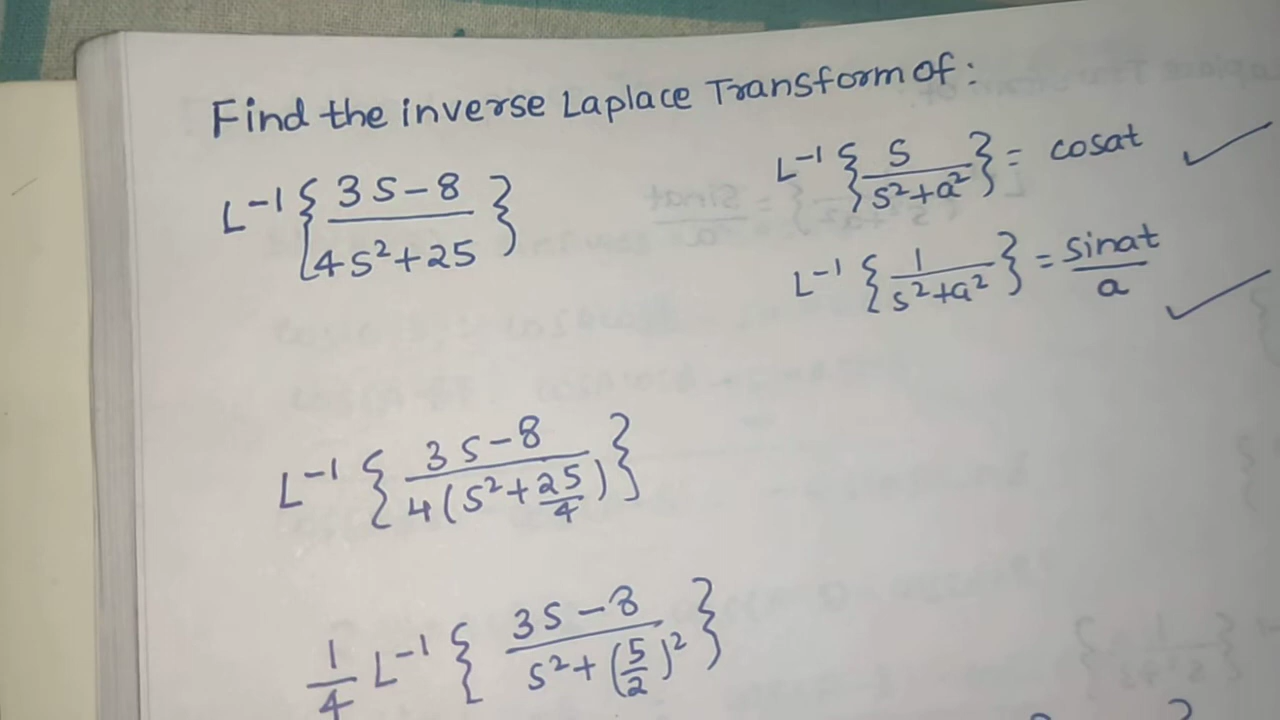 Find the inverse Laplace Transform of :
L⁻¹{ (3s-8)/(4s²+25) }
L⁻¹{ s/(s²+a²) } = cosat ✓
L⁻¹{ 1/(s²+a²) } = sinat/a ✓
L⁻¹{ (3s-8)/(4(s²+25/4)) }
1/4 L⁻¹{ (3s-8)/(s²+(5/2)²) }